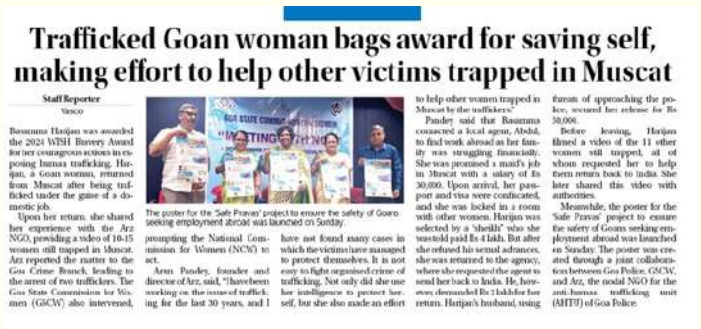 Trafficked Goan woman bags award for saving self,
making effort to help other victims trapped in Muscat
Staff Reporter
Vasco
Basamma Harijan was awarded
the 2024 WISH Bravery Award
for her courageous actions in ex-
posing human trafficking. Har-
ijan, a Goan woman, returned
from Muscat after being traf-
ficked under the guise of a do-
mestic job.
Upon her return, she shared
her experience with the Arz
NGO, providing a video of 10-15
women still trapped in Muscat.
Arz reported the matter to the
Goa Crime Branch, leading to
the arrest of two traffickers. The
Goa State Commission for Wo-
men (GSCW) also intervened,
GOA STATE COMMISSION
"MEETING WITH
The poster for the 'Safe Pravas' project to ensure the safety of Goans
seeking employment abroad was launched on Sunday.
prompting the National Com-
mission for Women (NCW) to
act.
Arun Pandey, founder and
director of Arz, said, "I have been
working on the issue of traffick-
ing for the last 30 years, and I
have not found many cases in
which the victims have managed
to protect themselves. It is not
easy to fight organised crime of
trafficking. Not only did she use
her intelligence to protect her-
self, but she also made an effort
to help other women trapped in
Muscat by the traffickers."
Pandey said that Basamma
contacted a local agent, Abdul,
to find work abroad as her fam-
ily was struggling financially.
She was promised a maid's job
in Muscat with a salary of Rs
30,000. Upon arrival, her pass-
port and visa were confiscated,
and she was locked in a room
with other women. Harijan was
selected by a 'sheikh' who she
was told paid Rs 4 lakh. But after
she refused his sexual advances,
she was returned to the agency,
where she requested the agent to
send her back to India. He, how-
ever, demanded Rs 2 lakh for her
return. Harijan's husband, using
threats of approaching the po-
lice, secured her release for Rs
50,000.
Before leaving, Harijan
filmed a video of the 11 other
women still trapped, all of
whom requested her to help
them return back to India. She
later shared this video with
authorities.
Meanwhile, the poster for the
'Safe Pravas' project to ensure
the safety of Goans seeking em-
ployment abroad was launched
on Sunday. The poster was cre-
ated through a joint collabora-
tion between Goa Police, GSCW,
and Arz, the nodal NGO for the
anti-human trafficking unit
(AHTU) of Goa Police.